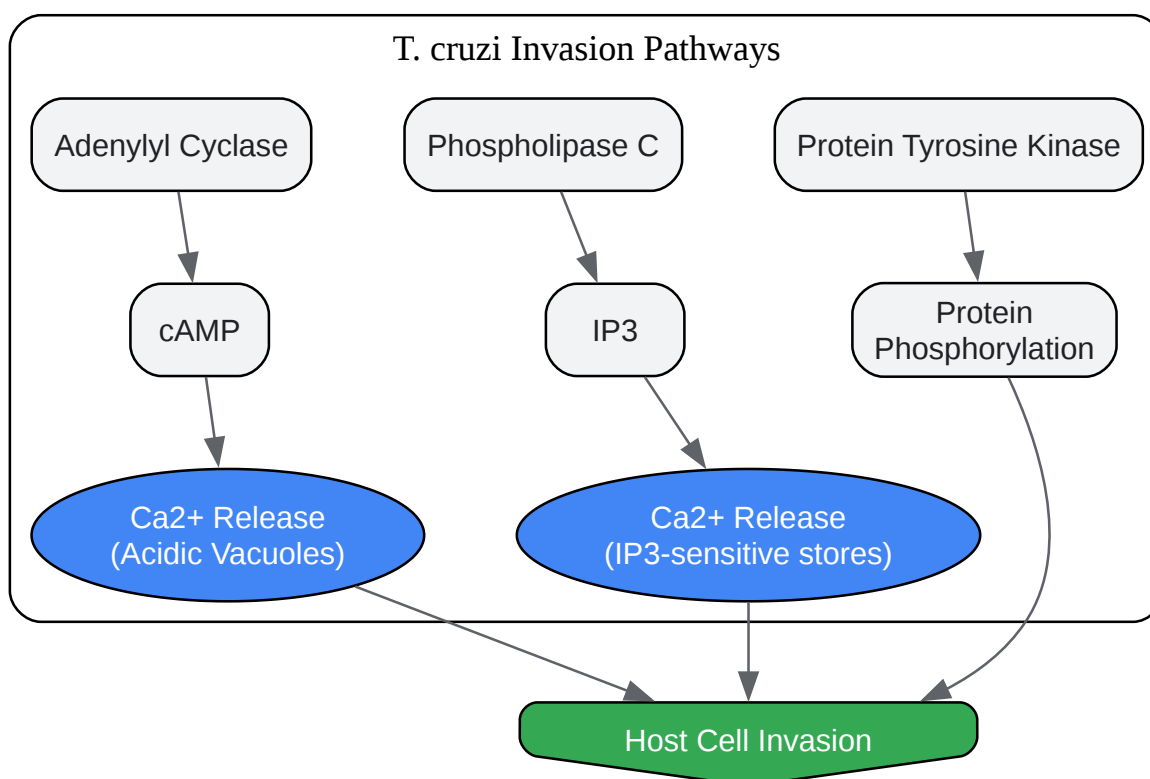 T. cruzi Invasion Pathways
Adenylyl Cyclase
Phospholipase C
Protein Tyrosine Kinase
cAMP
IP3
Protein
Phosphorylation
Ca2+ Release
(Acidic Vacuoles)
Ca2+ Release
(IP3-sensitive stores)
Host Cell Invasion